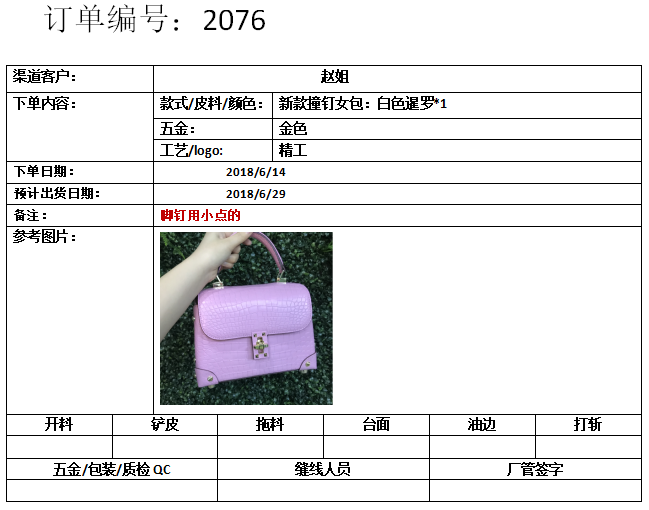 订单编号：2076
渠道客户： 赵姐
下单内容： 款式/皮料/颜色： 新款撞钉女包：白色暹罗*1
五金： 金色
工艺/logo: 精工
下单日期： 2018/6/14
预计出货日期： 2018/6/29
备注： 脚钉用小点的
参考图片：
开料 铲皮 拖料 台面 油边 打斩
五金/包装/质检 QC 缝线人员 厂管签字